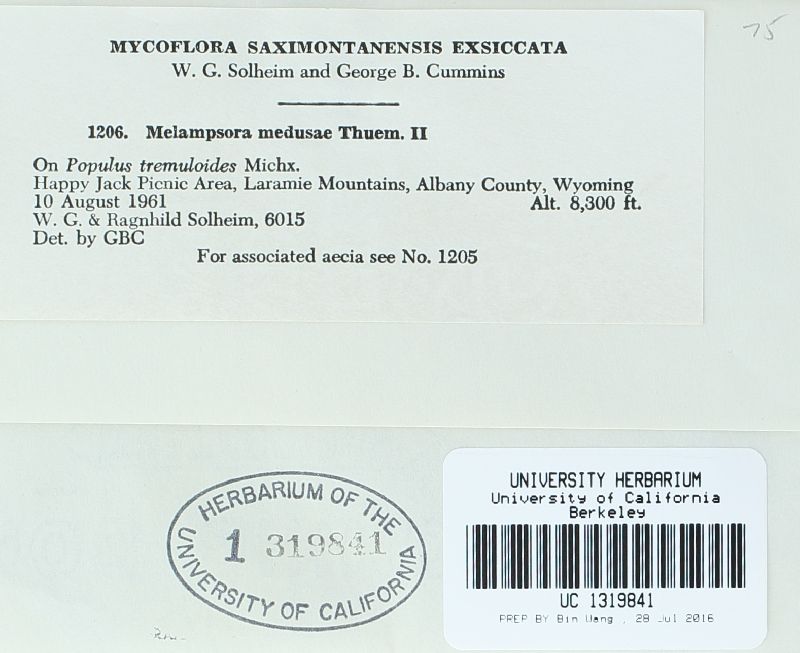 75
MYCOFLORA SAXIMONTANENSIS EXSICCATA
W. G. Solheim and George B. Cummins
1206. Melampsora medusae Thuem. II
On Populus tremuloides Michx.
Happy Jack Picnic Area, Laramie Mountains, Albany County, Wyoming
10 August 1961 Alt. 8,300 ft.
W. G. & Ragnhild Solheim, 6015
Det. by GBC
For associated aecia see No. 1205
HERBARIUM OF THE
1 319841
UNIVERSITY OF CALIFORNIA
UNIVERSITY HERBARIUM
University of California
Berkeley
UC 1319841
PREP BY Bin Wang , 28 Jul 2016